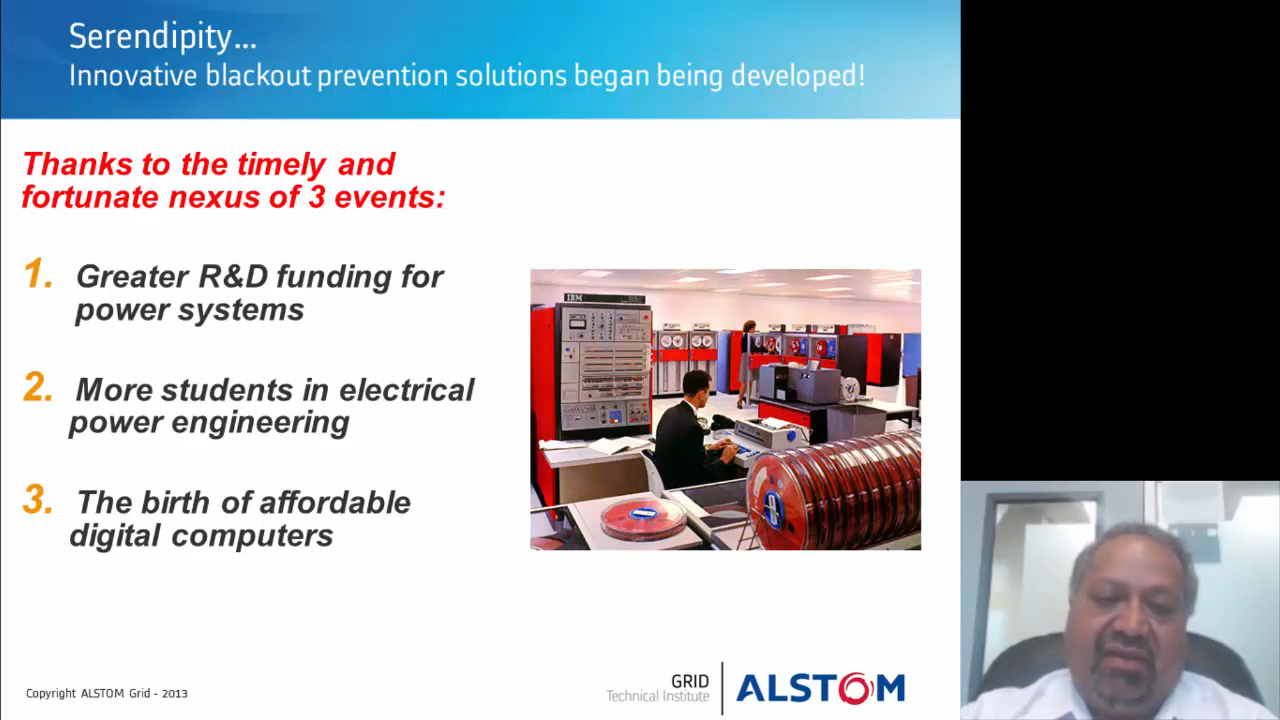 Serendipity...
Innovative blackout prevention solutions began being developed!
Thanks to the timely and
fortunate nexus of 3 events:
1. Greater R&D funding for
power systems
2. More students in electrical
power engineering
3. The birth of affordable
digital computers
IBM
Copyright ALSTOM Grid - 2013
GRID
Technical Institute
ALSTOM